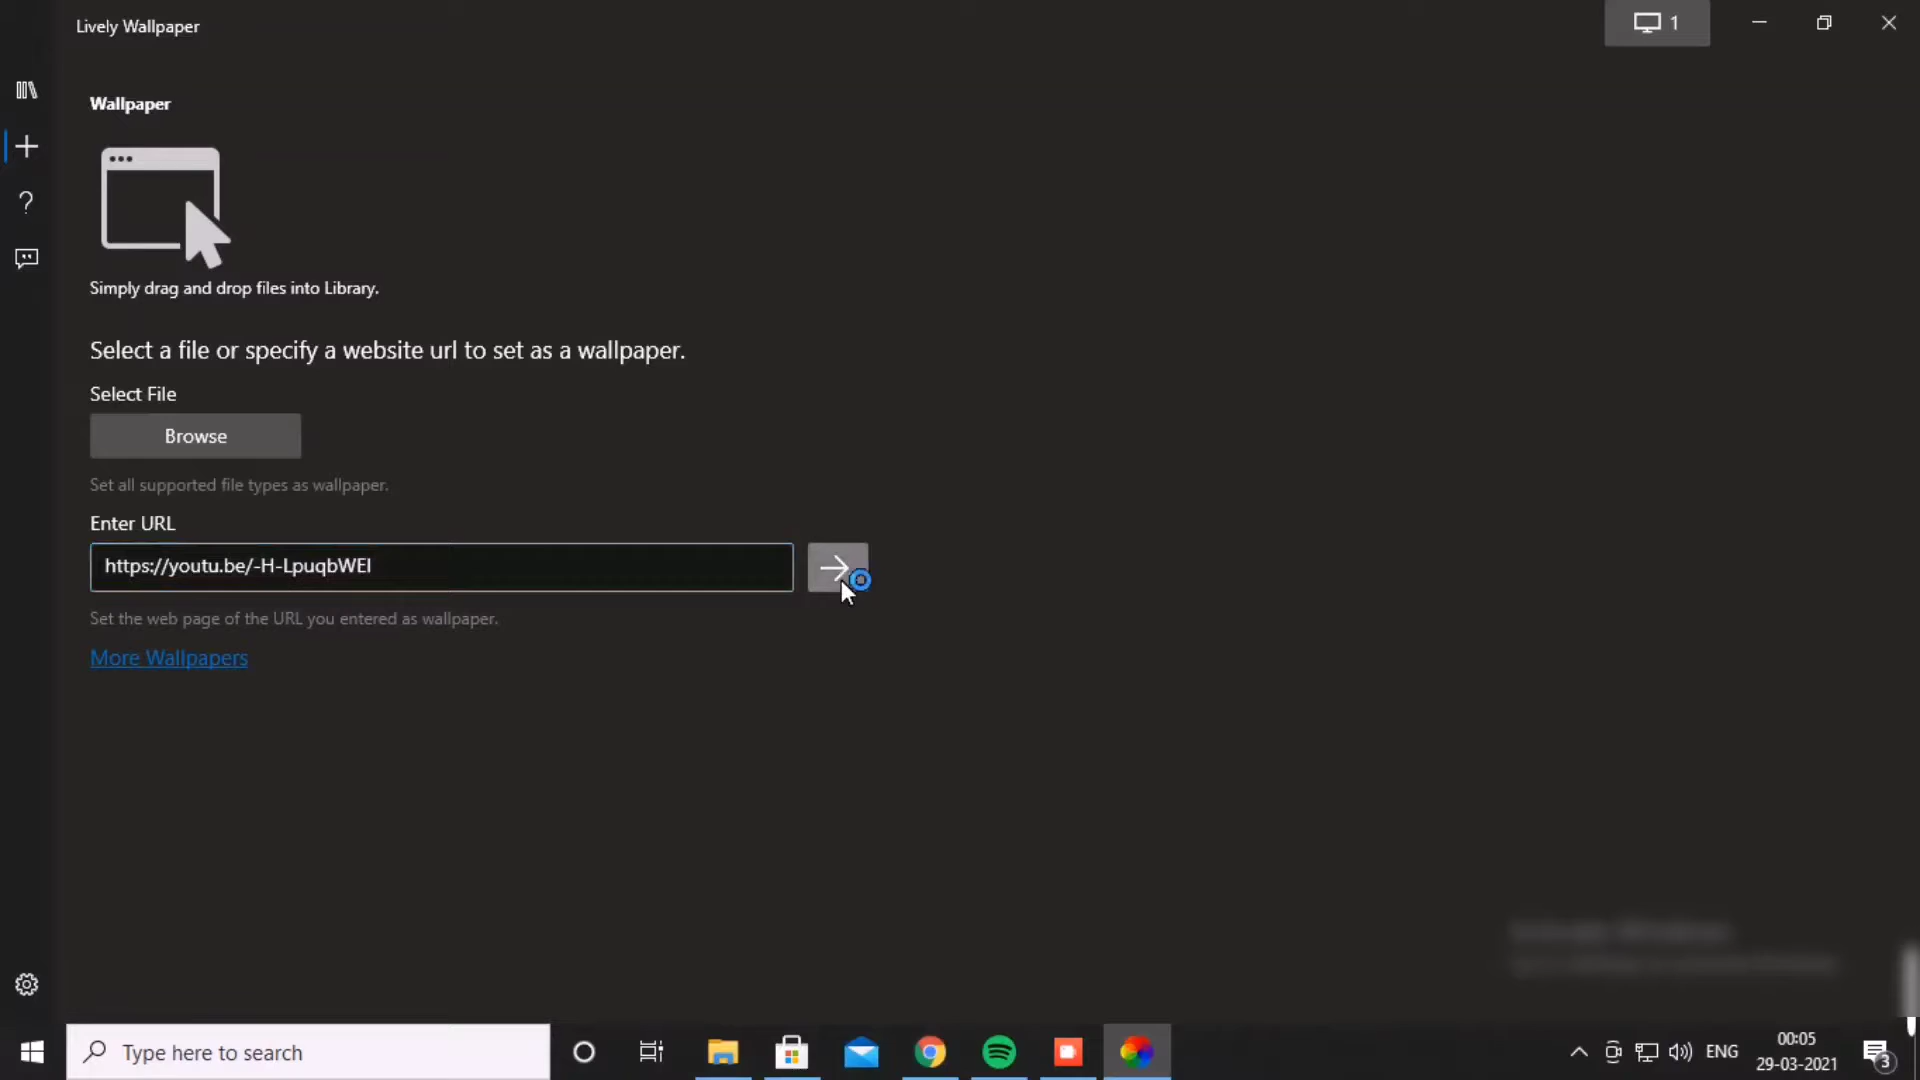 Lively Wallpaper
1
Wallpaper
Simply drag and drop files into Library.
Select a file or specify a website url to set as a wallpaper.
Select File
Browse
Set all supported file types as wallpaper.
Enter URL
https://youtu.be/-H-LpuqbWEI
Set the web page of the URL you entered as wallpaper.
More Wallpapers
Type here to search
ENG
00:05
29-03-2021
3